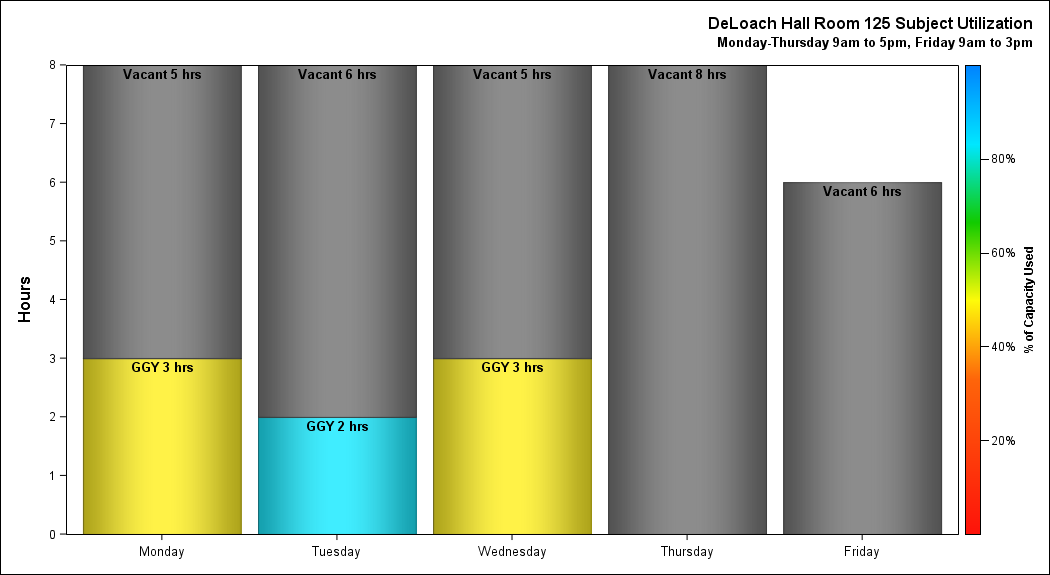 DeLoach Hall Room 125 Subject Utilization
Monday-Thursday 9am to 5pm, Friday 9am to 3pm
Hours
8
7
6
5
4
3
2
1
0
Vacant 5 hrs
Vacant 6 hrs
Vacant 5 hrs
Vacant 8 hrs
Vacant 6 hrs
GGY 3 hrs
GGY 2 hrs
GGY 3 hrs
Monday
Tuesday
Wednesday
Thursday
Friday
80%
60%
40%
20%
% of Capacity Used